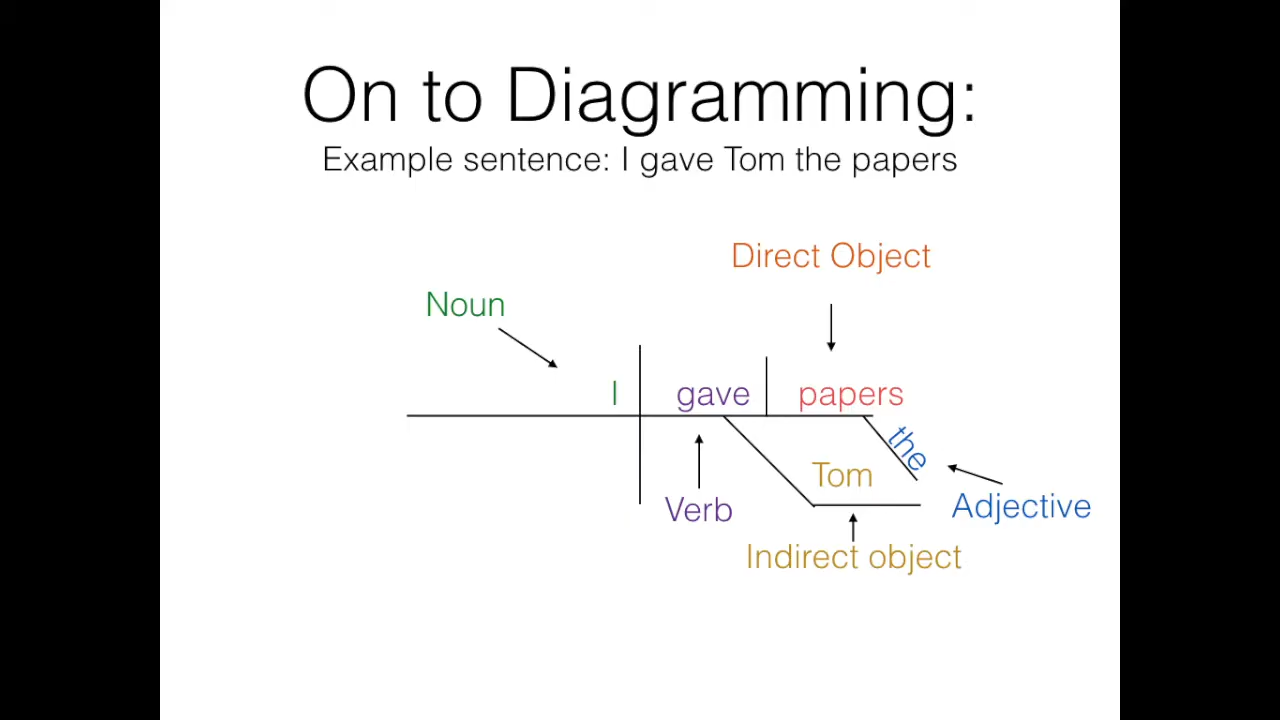 On to Diagramming:
Example sentence: I gave Tom the papers
Direct Object
Noun
I gave papers
the
Tom
Verb
Adjective
Indirect object